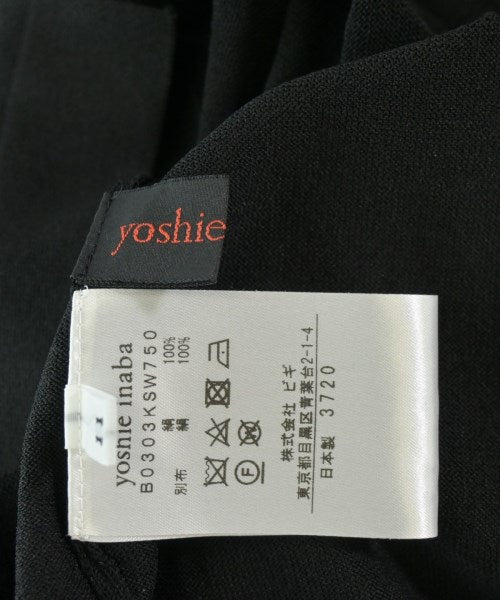 yoshie
yoshie inaba
B0303KSW750
絹 100%
別布 絹 100%
F
株式会社 ビギ
東京都目黒区青葉台2-1-4
日本製 3720
11